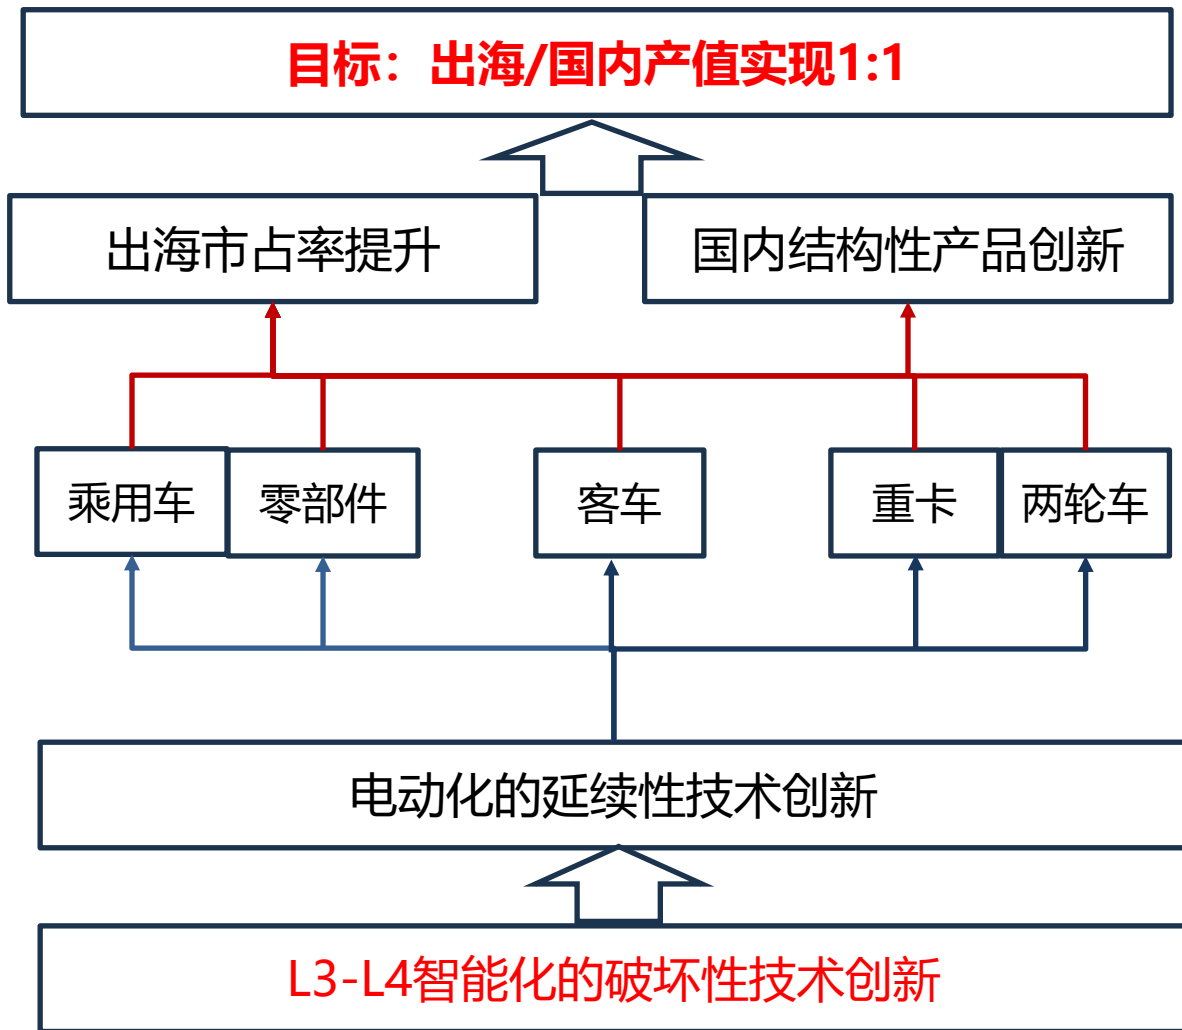 目标：出海/国内产值实现1:1
出海市占率提升
国内结构性产品创新
乘用车
零部件
客车
重卡
两轮车
电动化的延续性技术创新
L3-L4智能化的破坏性技术创新